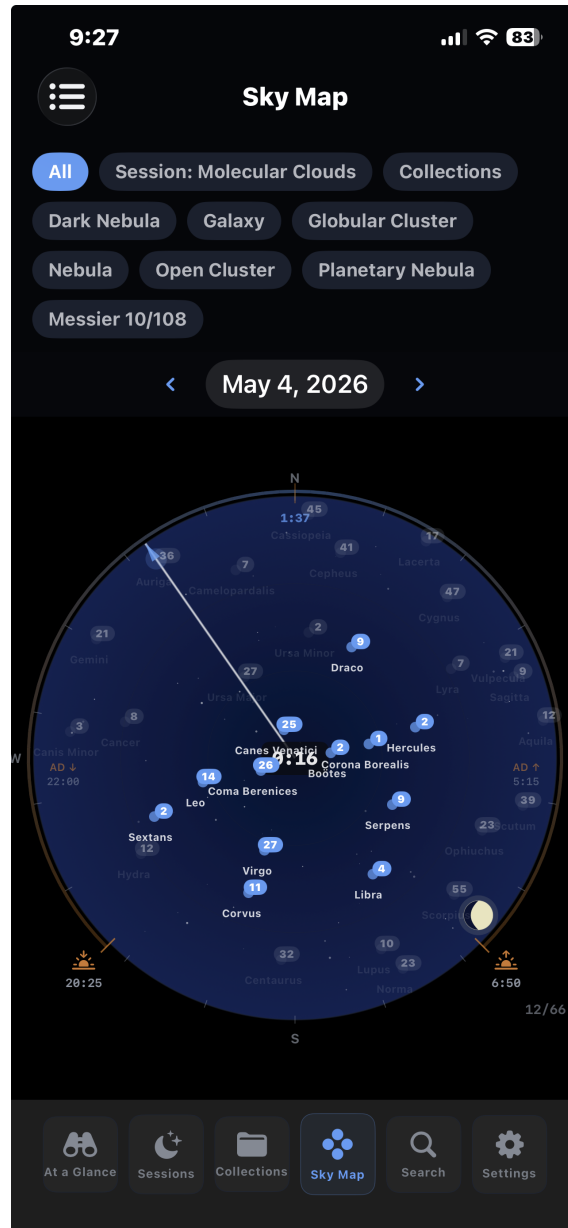 9:27
83
Sky Map
All
Session: Molecular Clouds
Collections
Dark Nebula
Galaxy
Globular Cluster
Nebula
Open Cluster
Planetary Nebula
Messier 10/108
May 4, 2026
N
45
1:37
Cassiopeia
17
36
41
Lacerta
7
Cepheus
Auriga
Camelopardalis
47
Cygnus
2
21
9
21
Gemini
Ursa Minor
Draco
7
Vulpecula
9
27
Lyra
Sagitta
Ursa Major
8
25
2
12
3
Cancer
1
Canes Venatici
2
Hercules
Aquila
Canis Minor
W
26
9:16
Corona Borealis
Boötes
AD ↓
22:00
14
Coma Berenices
AD ↑
5:15
Leo
2
9
39
Sextans
Serpens
23
Scutum
12
27
Ophiuchus
Hydra
Virgo
4
11
Libra
55
Corvus
Scorpius
32
10
Centaurus
Lupus
23
Norma
20:25
6:50
12/66
S
At a Glance
Sessions
Collections
Sky Map
Search
Settings